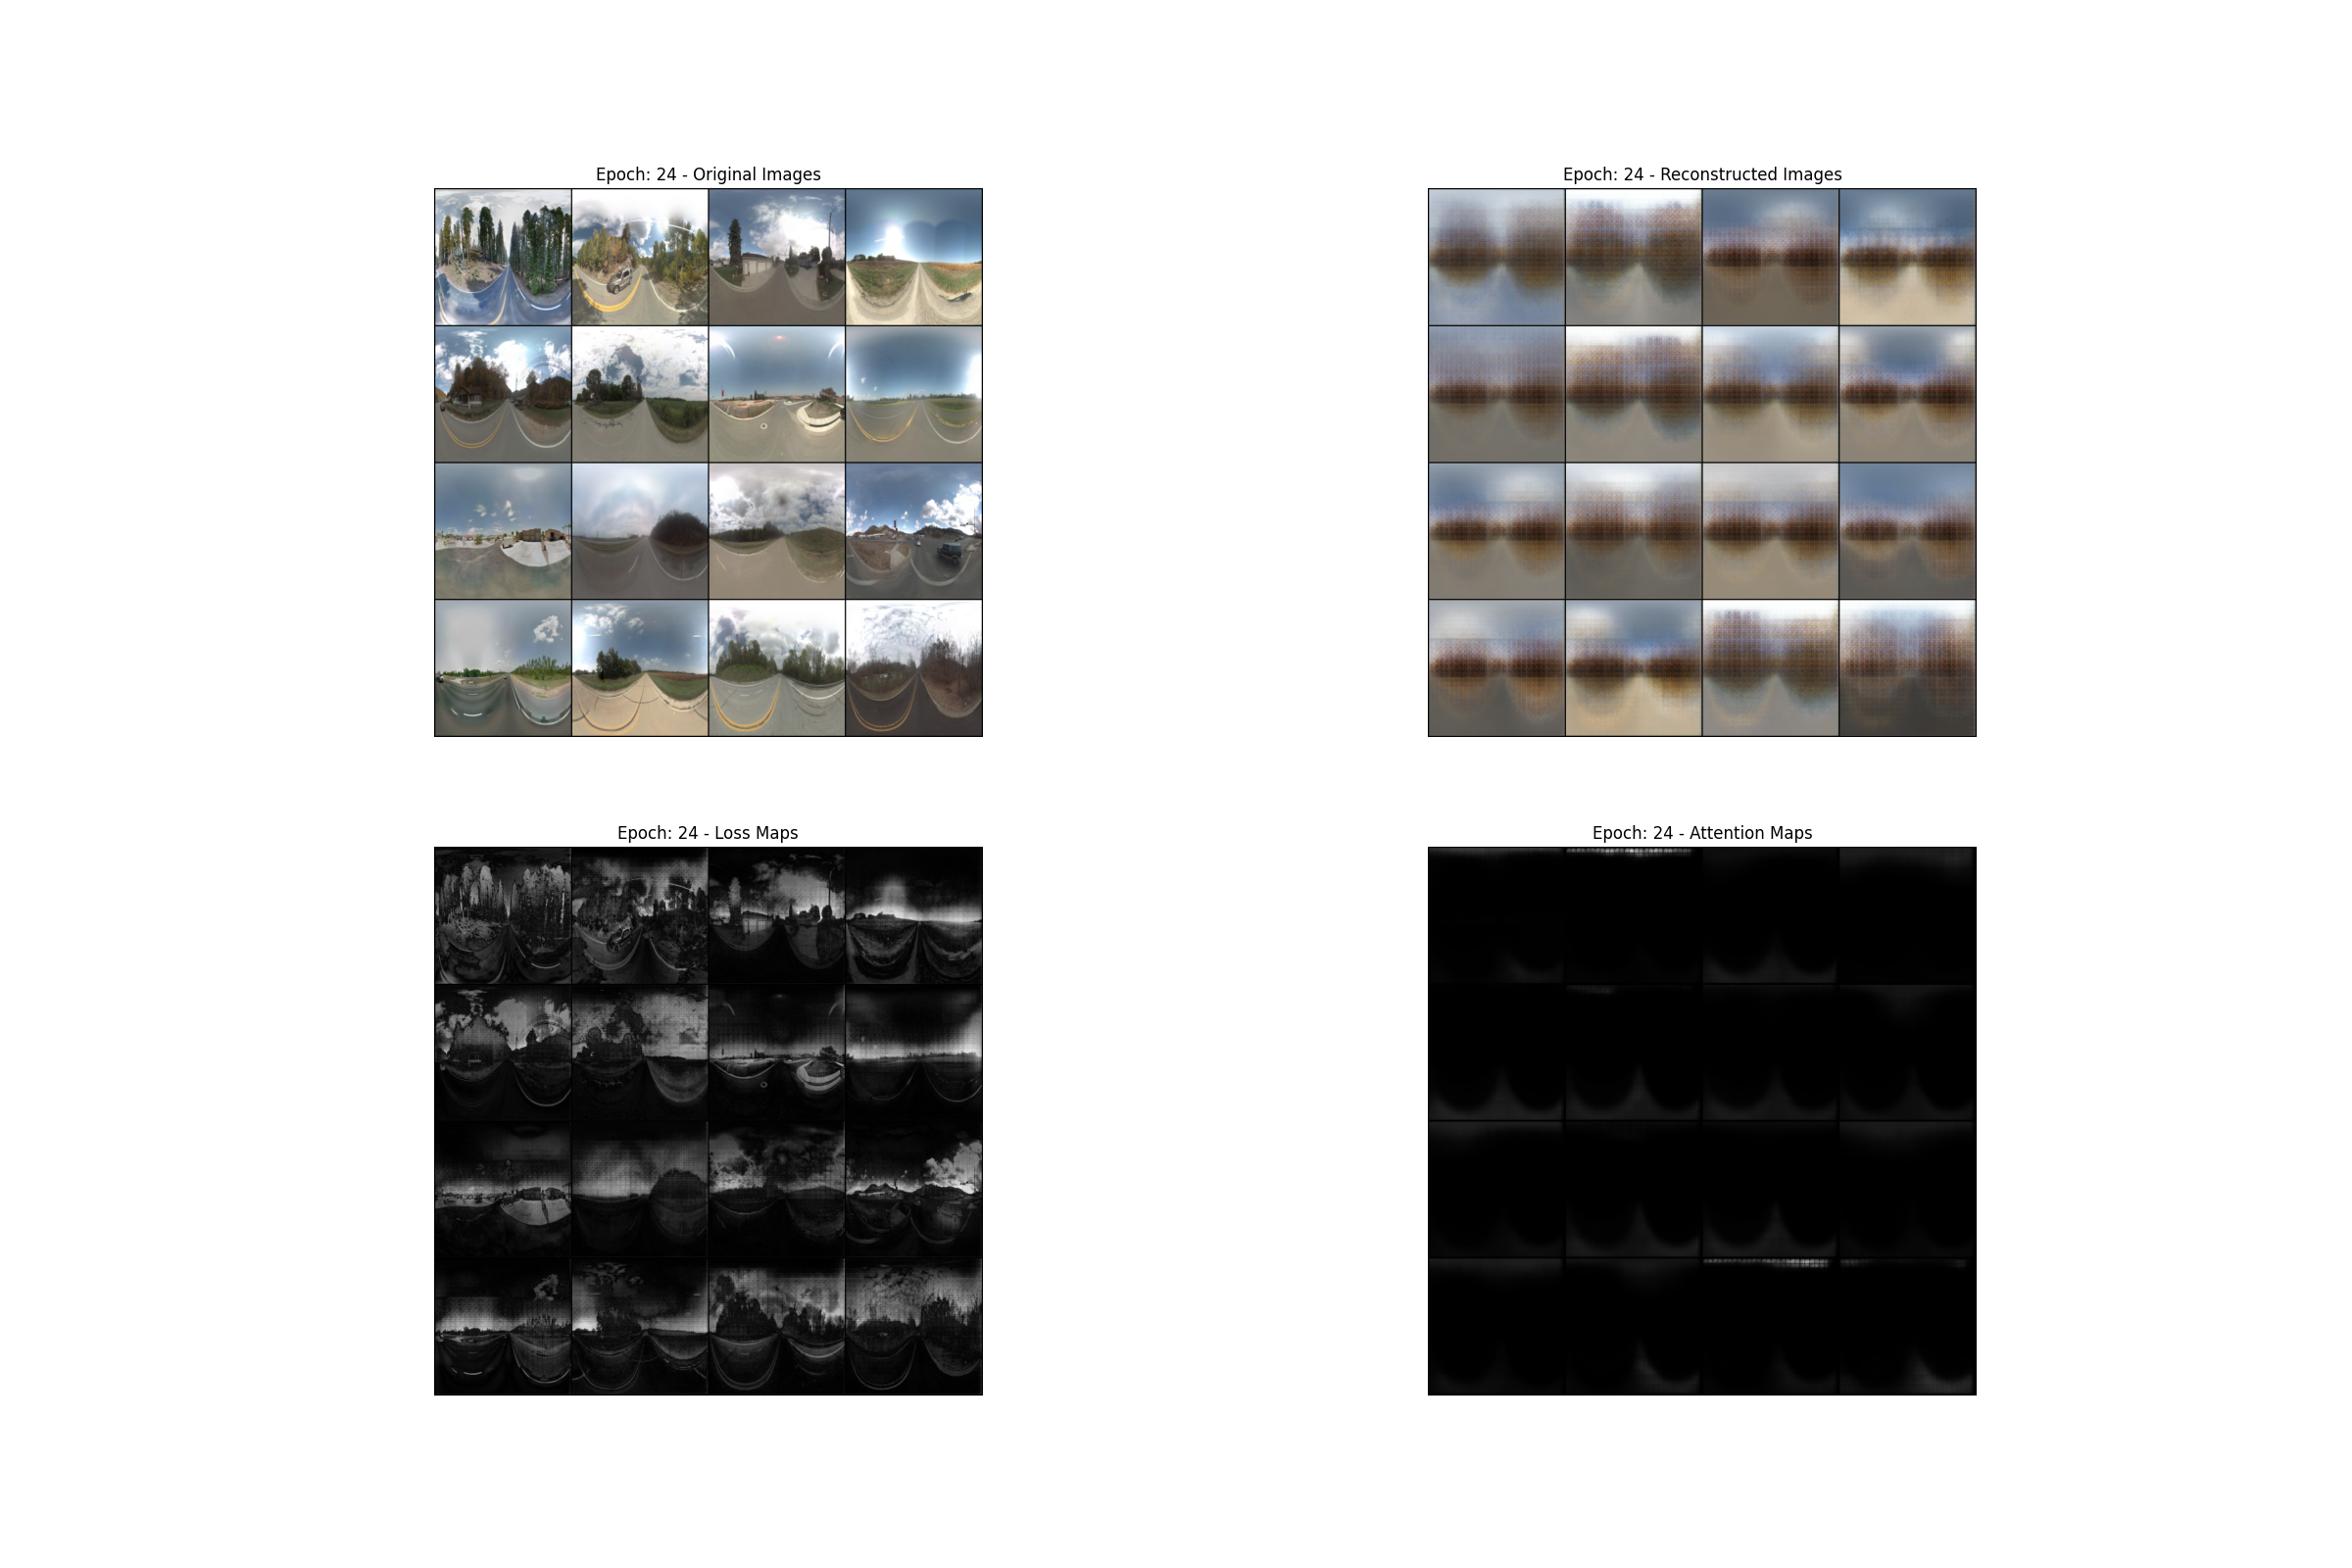 Epoch: 24 - Original Images
Epoch: 24 - Reconstructed Images
Epoch: 24 - Loss Maps
Epoch: 24 - Attention Maps